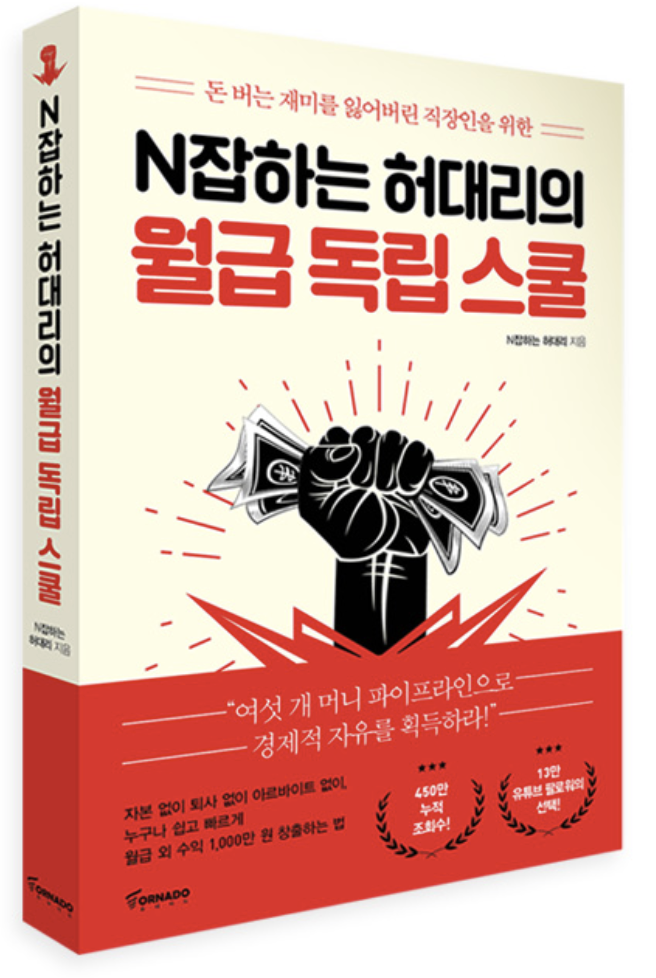 N잡하는 허대리의 월급 독립 스쿨
N잡하는
허대리 지음
돈 버는 재미를 잃어버린 직장인을 위한
N잡하는 허대리의
월급 독립 스쿨
N잡하는 허대리 지음
“여섯 개 머니 파이프라인으로
경제적 자유를 획득하라!”
자본 없이 퇴사 없이 아르바이트 없이,
누구나 쉽고 빠르게
월급 외 수익 1,000만 원 창출하는 법
★★★
450만
누적
조회수!
★★★
13만
유튜브 팔로워의
선택!
TORNADO